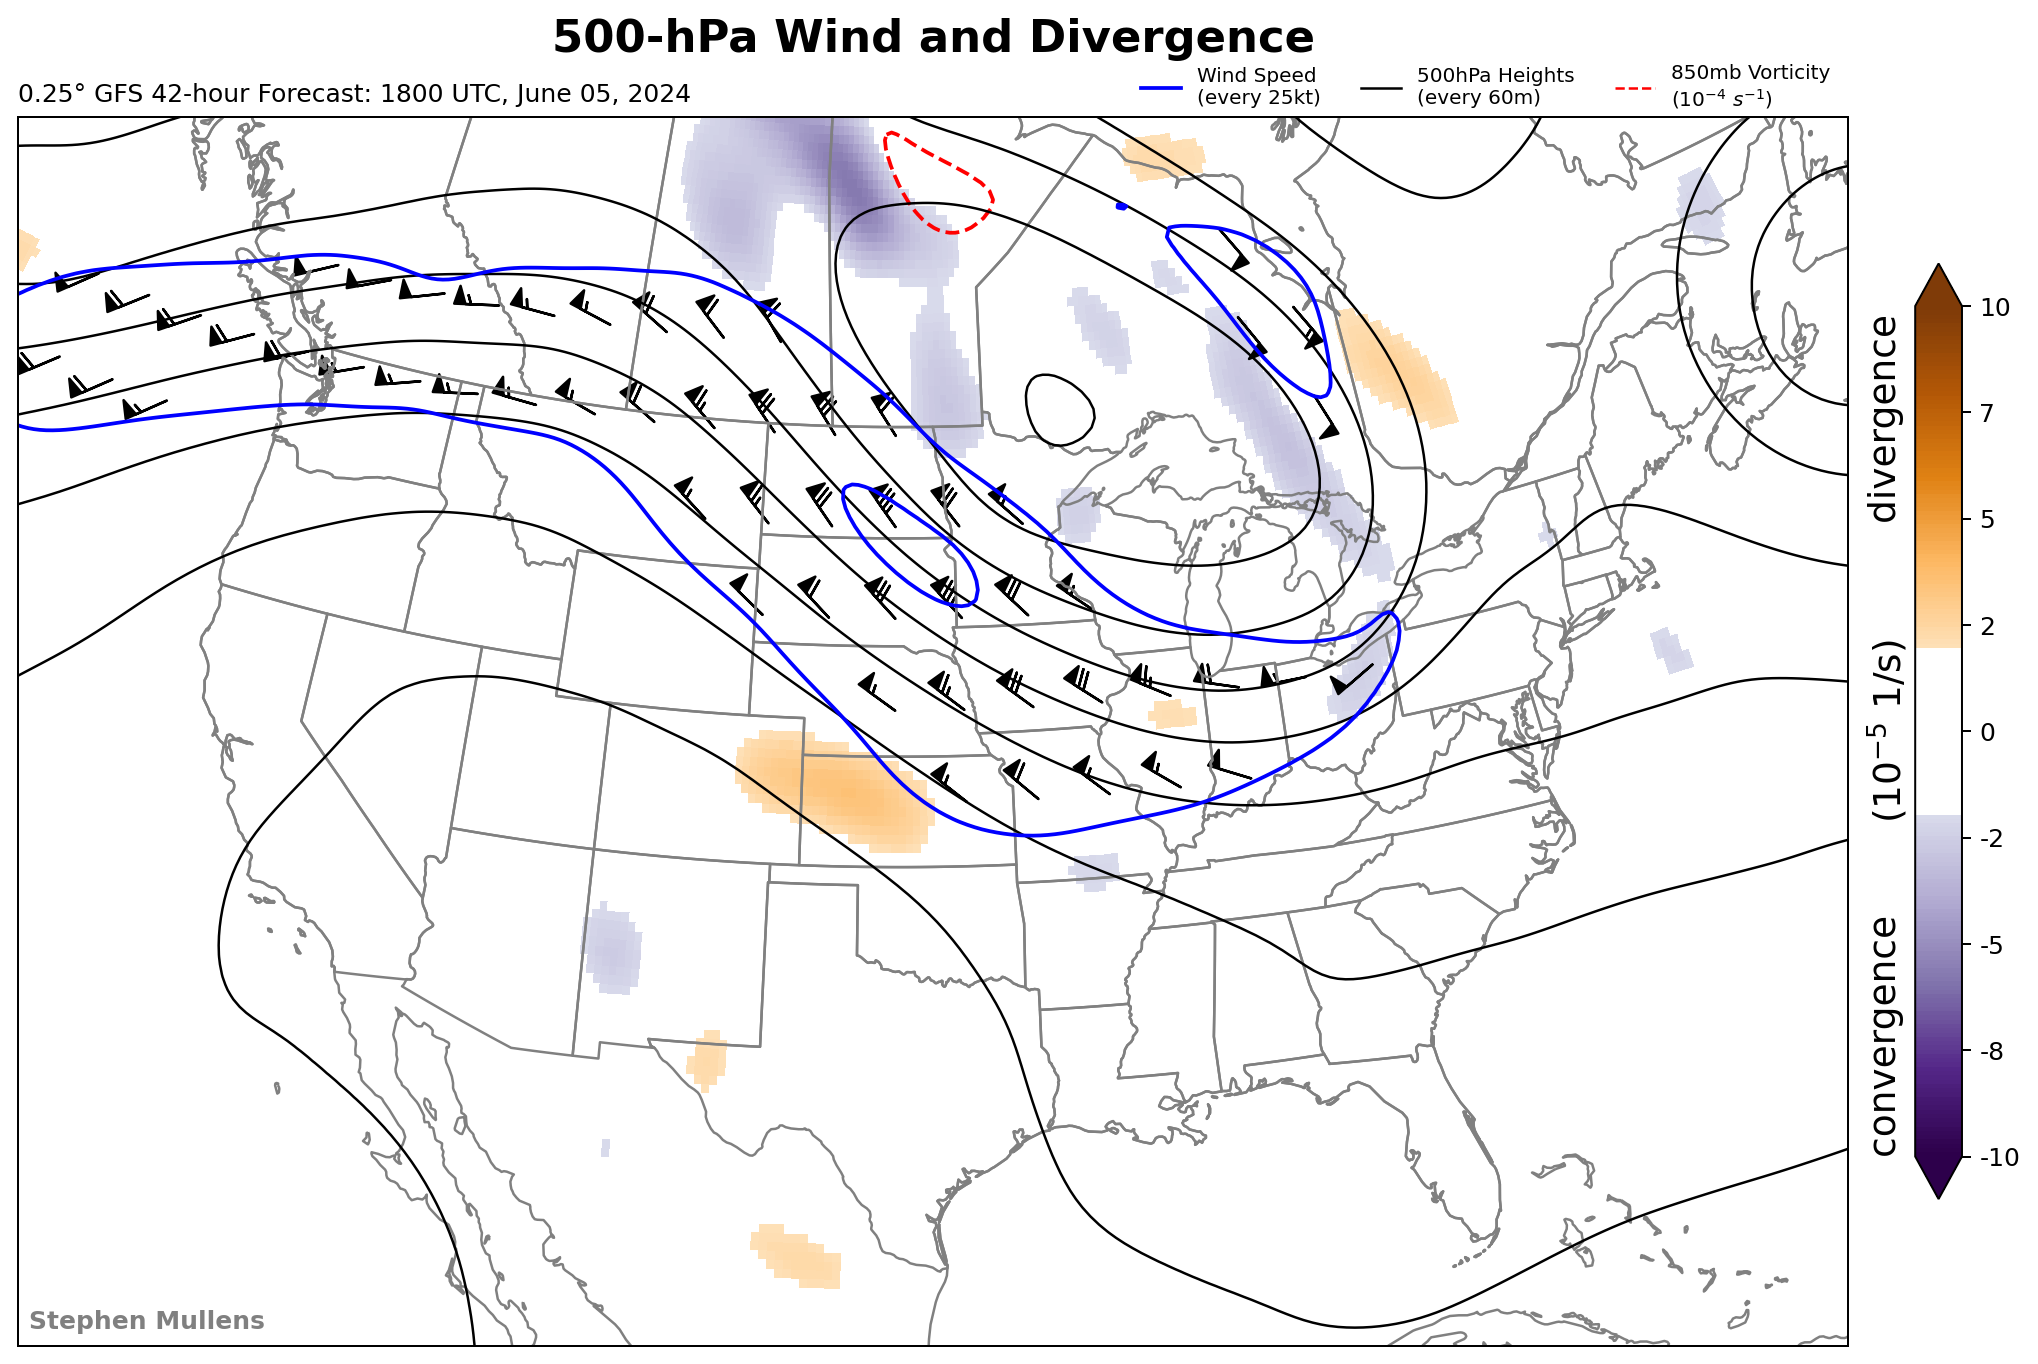 500-hPa Wind and Divergence
0.25° GFS 42-hour Forecast: 1800 UTC, June 05, 2024
Wind Speed
(every 25kt)
500hPa Heights
(every 60m)
850mb Vorticity
(10⁻⁴ s⁻¹)
10
7
5
2
0
-2
-5
-8
-10
convergence (10⁻⁵ 1/s) divergence
Stephen Mullens